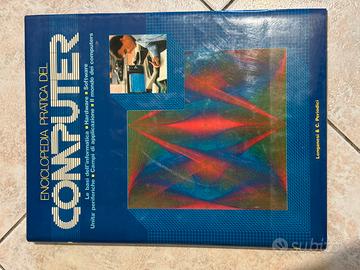 ENCICLOPEDIA PRATICA DEL
COMPUTER
Le basi dell'informatica • Hardware • Software
Unità periferiche • Campi di applicazione • Il mondo dei computers
Longanesi & C. Periodici
subito